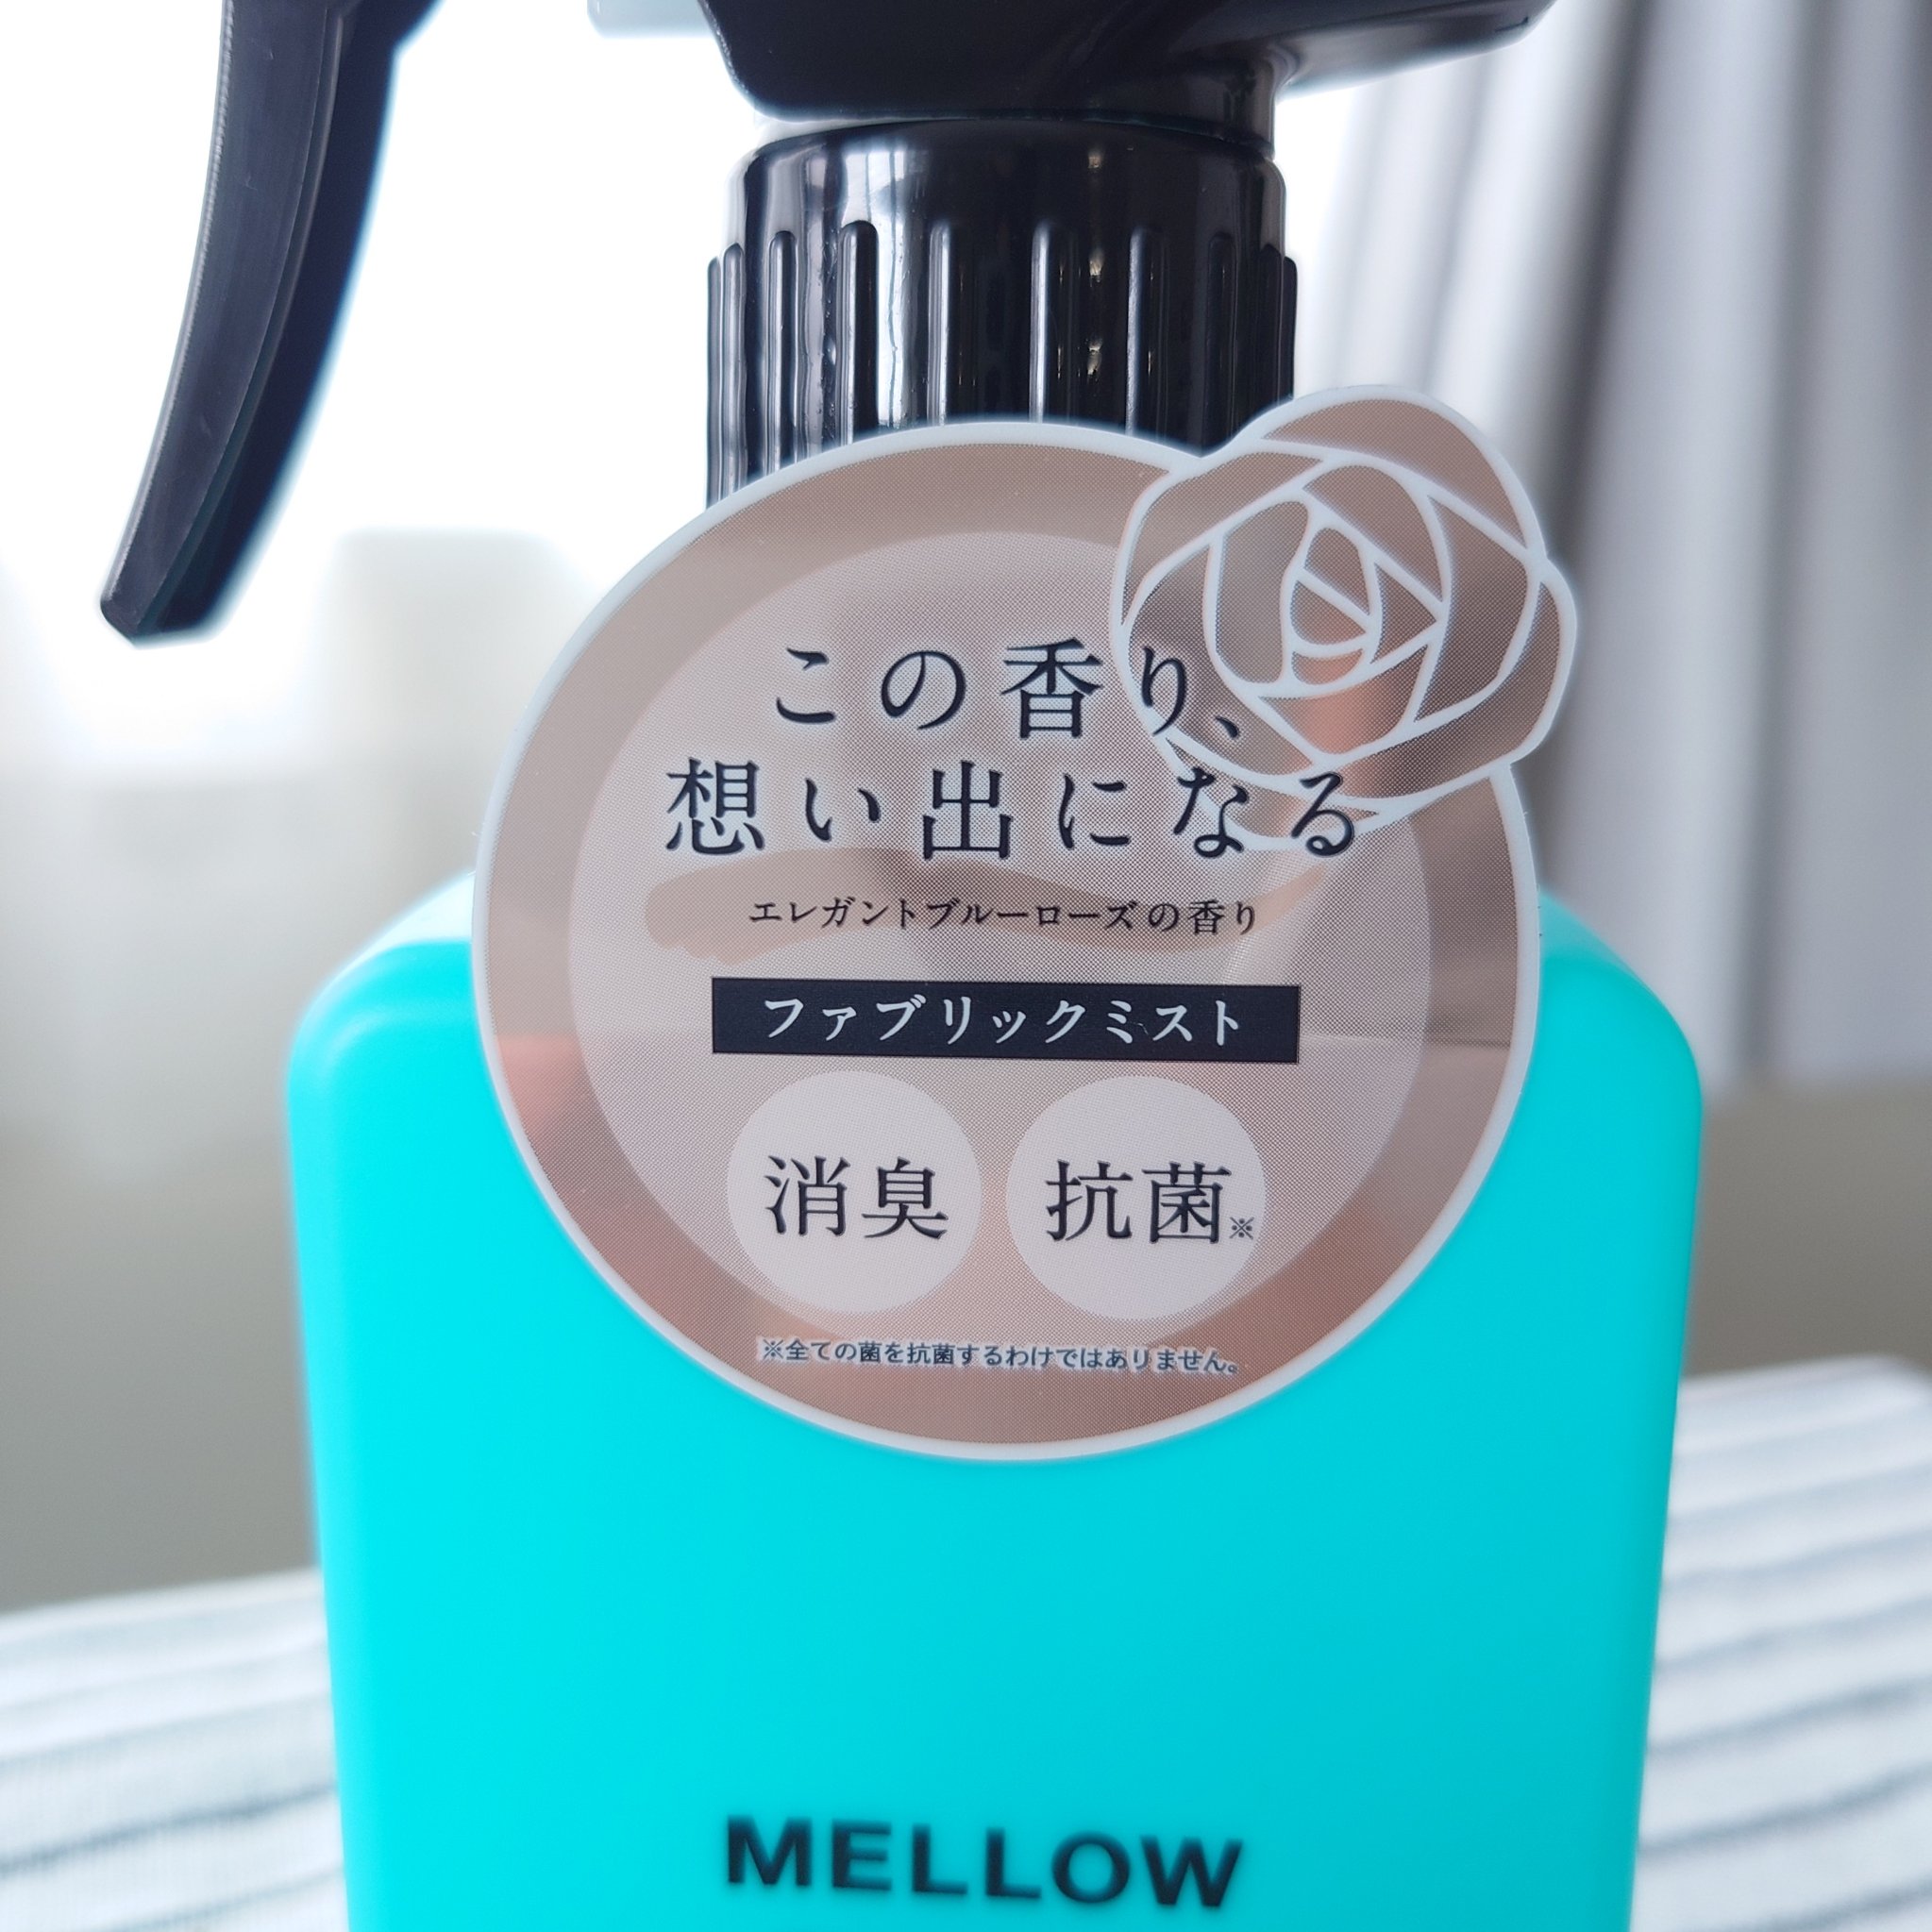 この香り、
想い出になる
エレガントブルーローズの香り
ファブリックミスト
消臭 抗菌※
※全ての菌を抗菌するわけではありません。
MELLOW